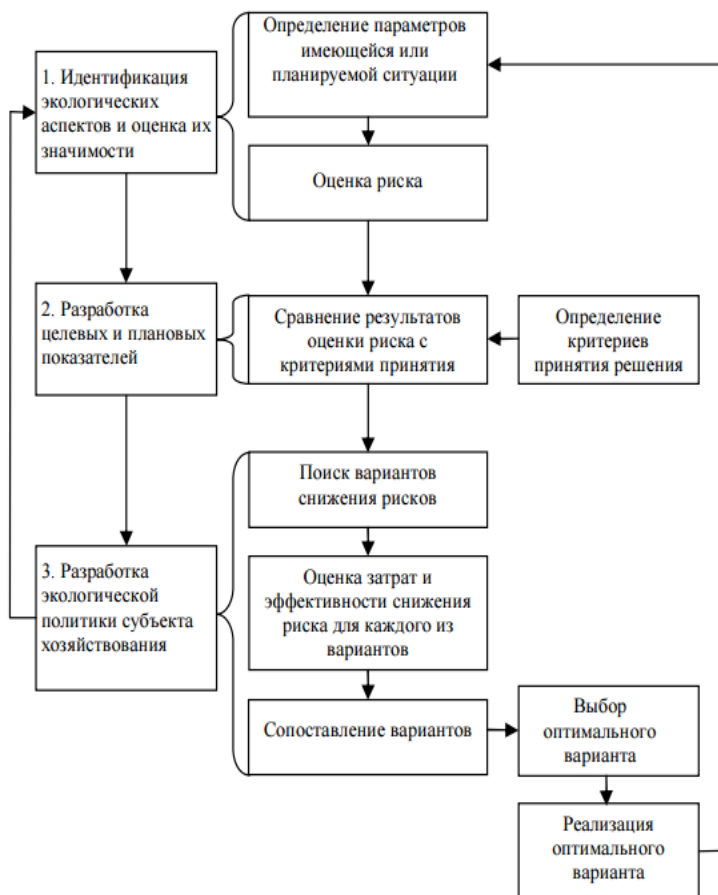 Определение параметров
имеющейся или
планируемой ситуации
1. Идентификация
экологических
аспектов и оценка их
значимости
Оценка риска
2. Разработка
целевых и плановых
показателей
Сравнение результатов
оценки риска с
критериями принятия
Определение
критериев
принятия решения
Поиск вариантов
снижения рисков
3. Разработка
экологической
политики субъекта
хозяйствования
Оценка затрат и
эффективности снижения
риска для каждого из
вариантов
Сопоставление вариантов
Выбор
оптимального
варианта
Реализация
оптимального
варианта